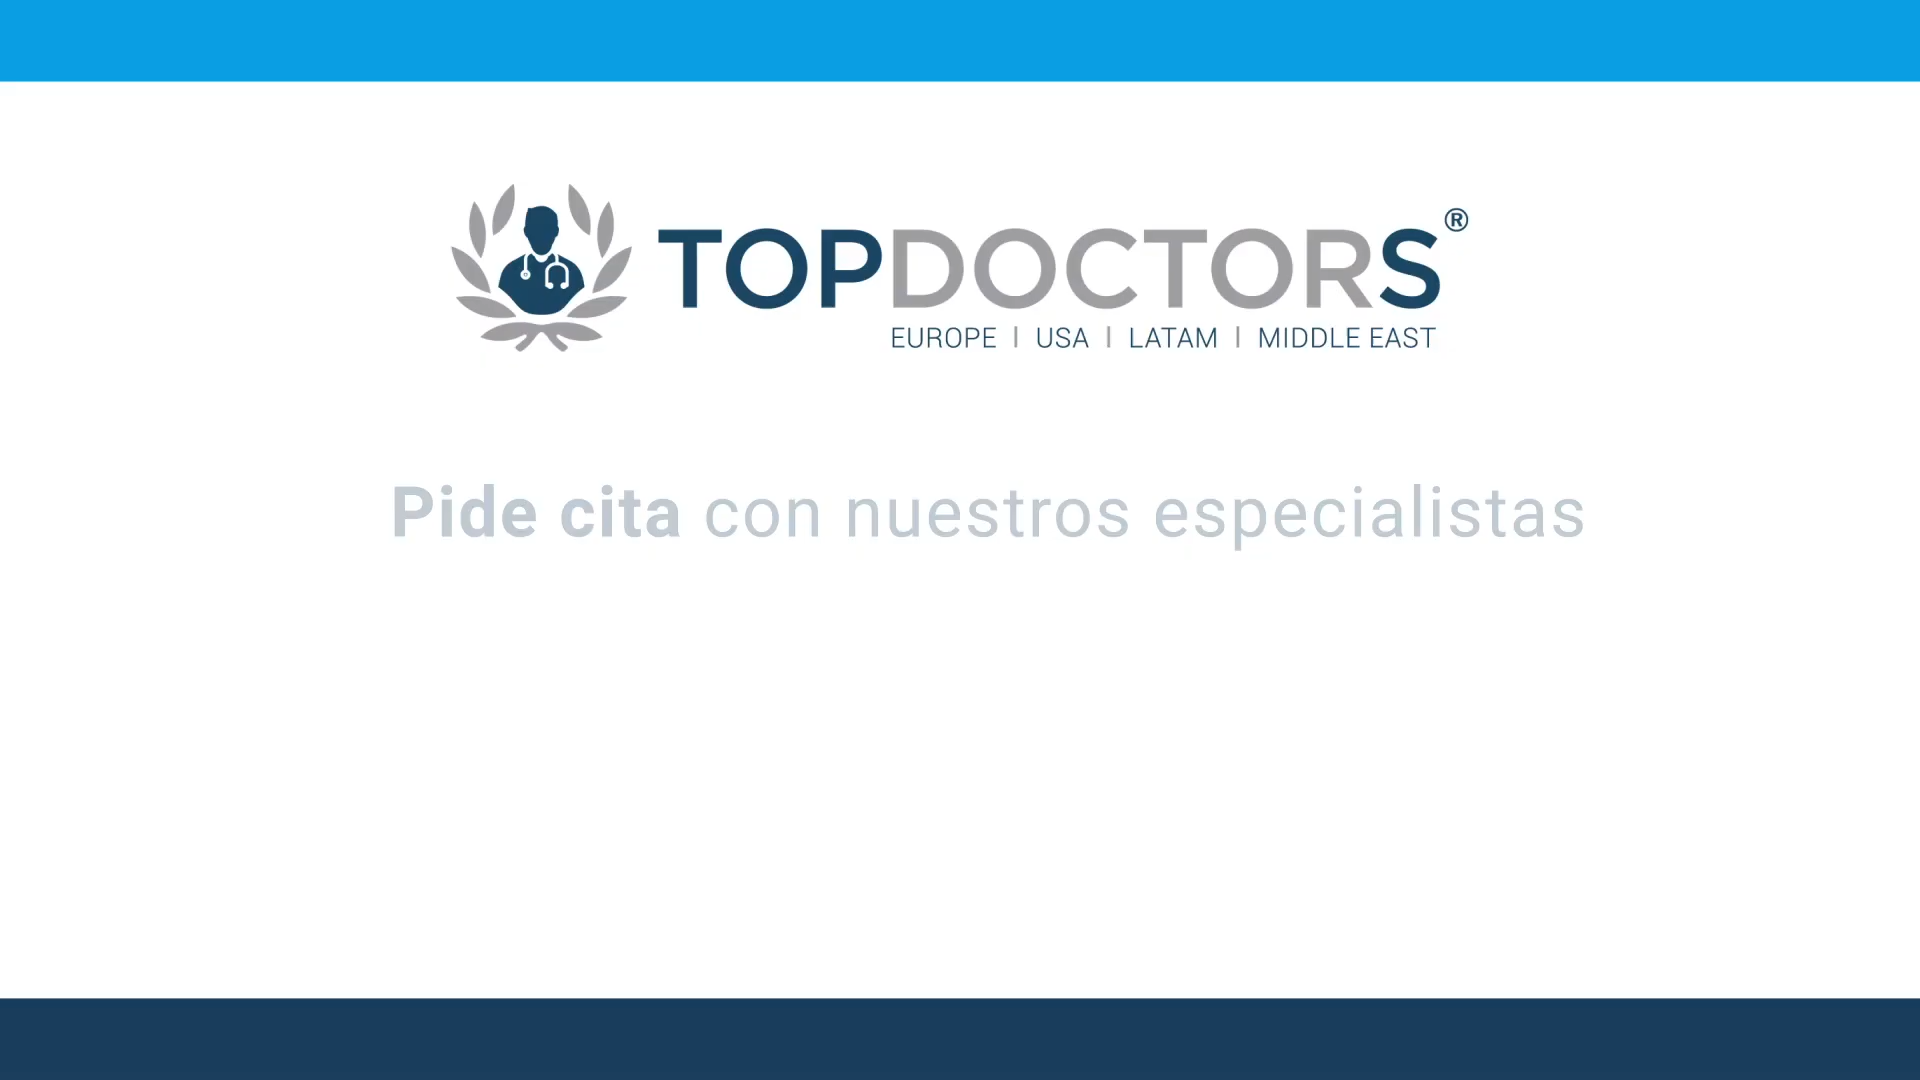 TOPDOCTORS®
EUROPE | USA | LATAM | MIDDLE EAST
Pide cita con nuestros especialistas